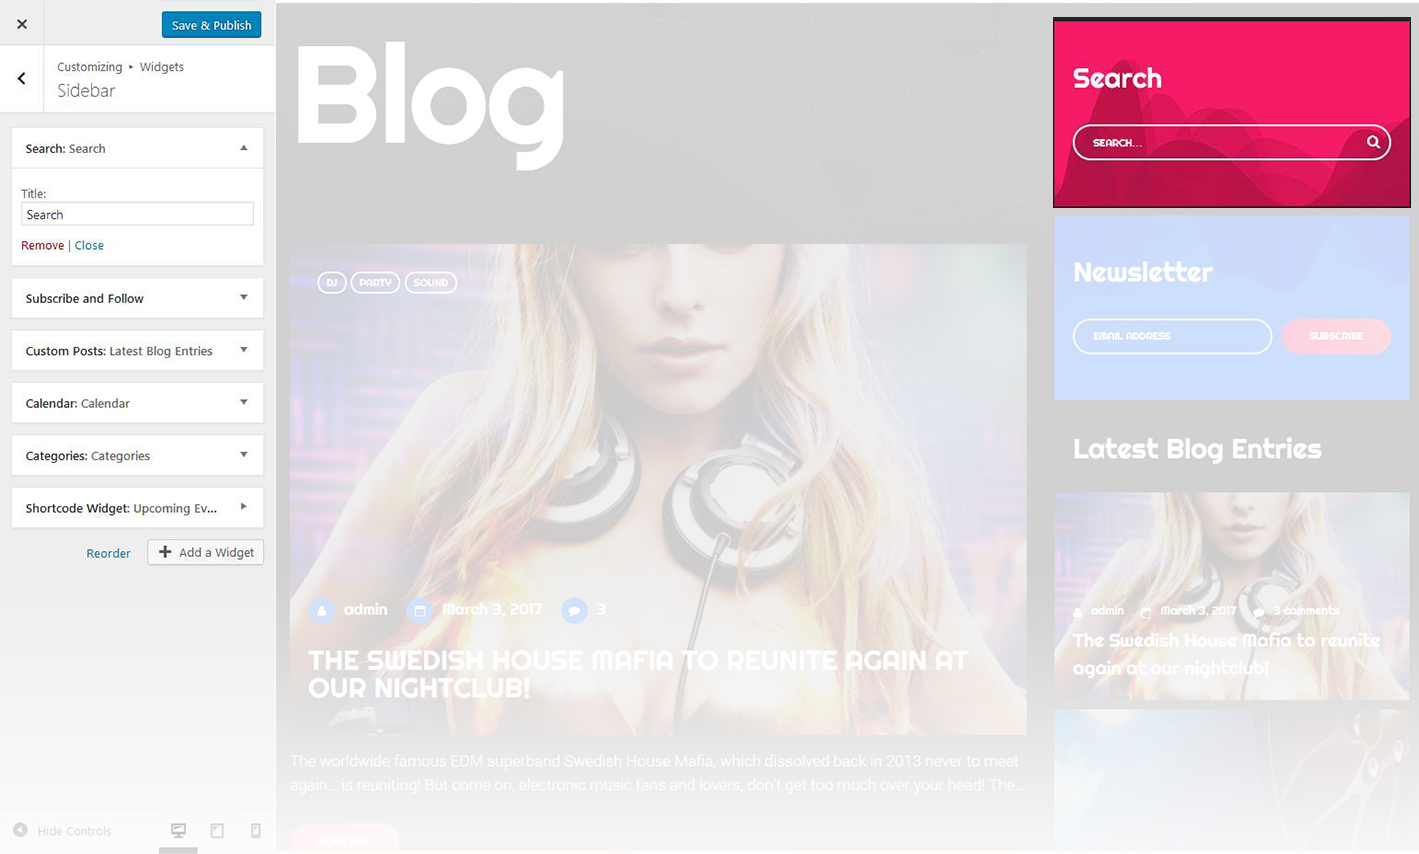 Save & Publish
Customizing ▸ Widgets
Sidebar
Search: Search
Title:
Search
Remove | Close
Subscribe and Follow
Custom Posts: Latest Blog Entries
Calendar: Calendar
Categories: Categories
Shortcode Widget: Upcoming Ev...
Reorder
Add a Widget
Hide Controls
Blog
DJ
PARTY
SOUND
admin
March 3, 2017
3
THE SWEDISH HOUSE MAFIA TO REUNITE AGAIN AT
OUR NIGHTCLUB!
The worldwide famous EDM superband Swedish House Mafia, which dissolved back in 2013 never to meet
again... is reuniting! But come on, electronic music fans and lovers, don't get too much over your head! The...
MORE INFO
Search
SEARCH...
Newsletter
EMAIL ADDRESS
SUBSCRIBE
Latest Blog Entries
admin
March 3, 2017
3 comments
The Swedish House Mafia to reunite
again at our nightclub!